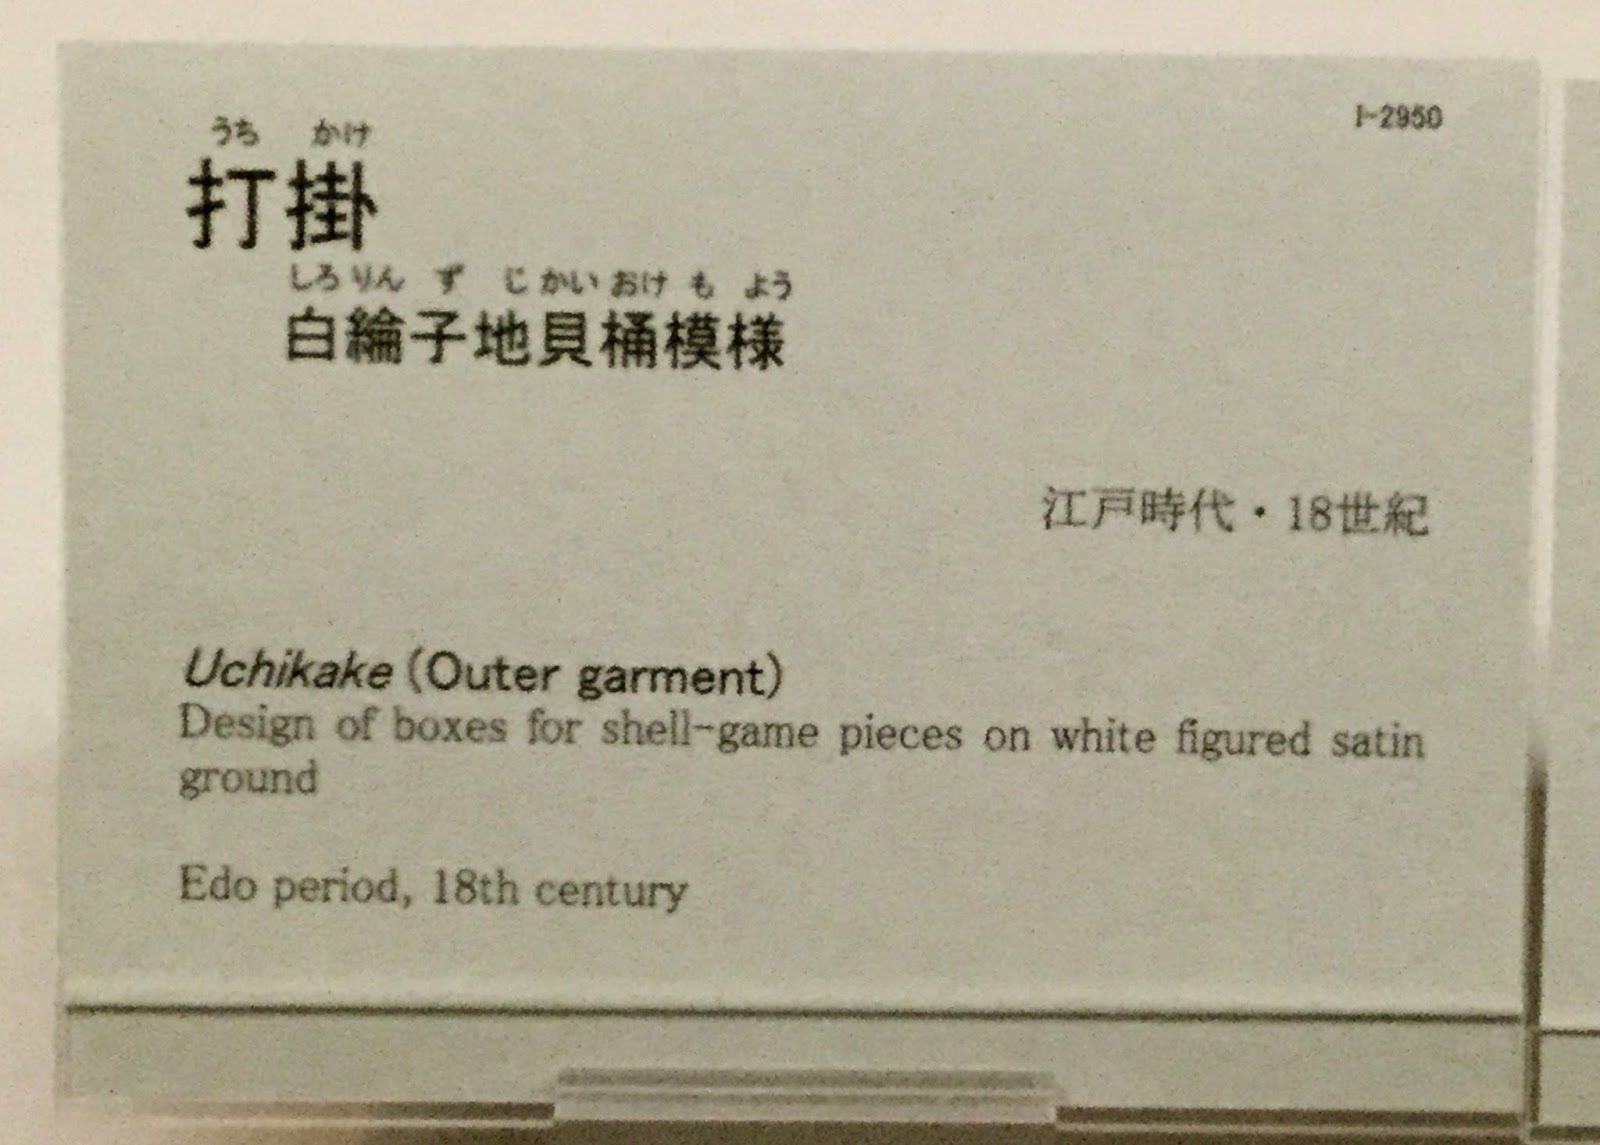 I-2950
うち かけ
打掛
しろ りん ず じ かい おけ も よう
白綸子地貝桶模様
江戸時代・18世紀
Uchikake (Outer garment)
Design of boxes for shell-game pieces on white figured satin
ground
Edo period, 18th century